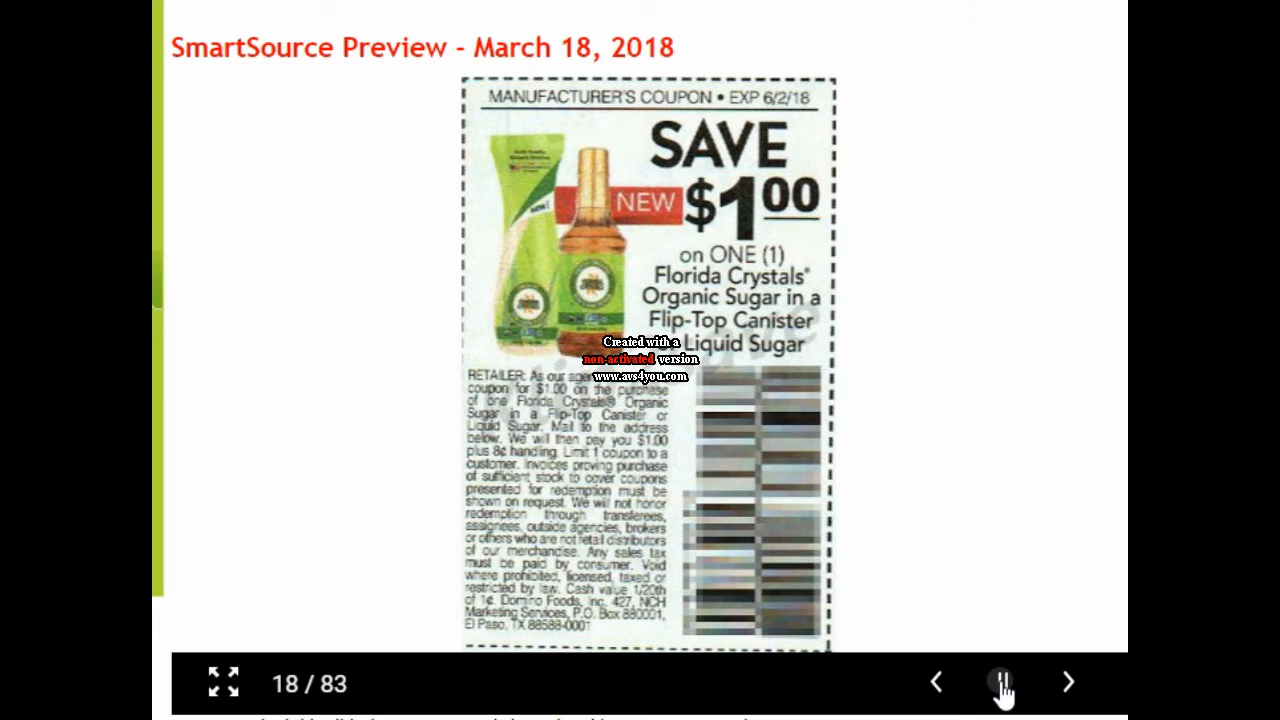 SmartSource Preview - March 18, 2018
MANUFACTURER'S COUPON • EXP 6/2/18
SAVE
NEW $1 00
on ONE (1)
Florida Crystals®
Organic Sugar in a
Flip-Top Canister
Liquid Sugar
Created with a
non-activated version
www.avs4you.com
RETAILER: As our
coupon for $1.00 on the purchase
of one Florida Crystals® Organic
Sugar in a Flip-Top Canister or
Liquid Sugar. Mail to the address
below. We will then pay you $1.00
plus 8¢ handling. Limit 1 coupon to a
customer. Invoices proving purchase
of sufficient stock to cover coupons
presented for redemption must be
shown on request. We will not honor
redemption through transferees,
assignees, outside agencies, brokers
or others who are not retail distributors
of our merchandise. Any sales tax
must be paid by consumer. Void
where prohibited, licensed, taxed or
restricted by law. Cash value 1/20th
of 1¢. Domino Foods, Inc. 427, NCH
Marketing Services, P.O. Box 880001,
El Paso, TX 88588-0001
18 / 83